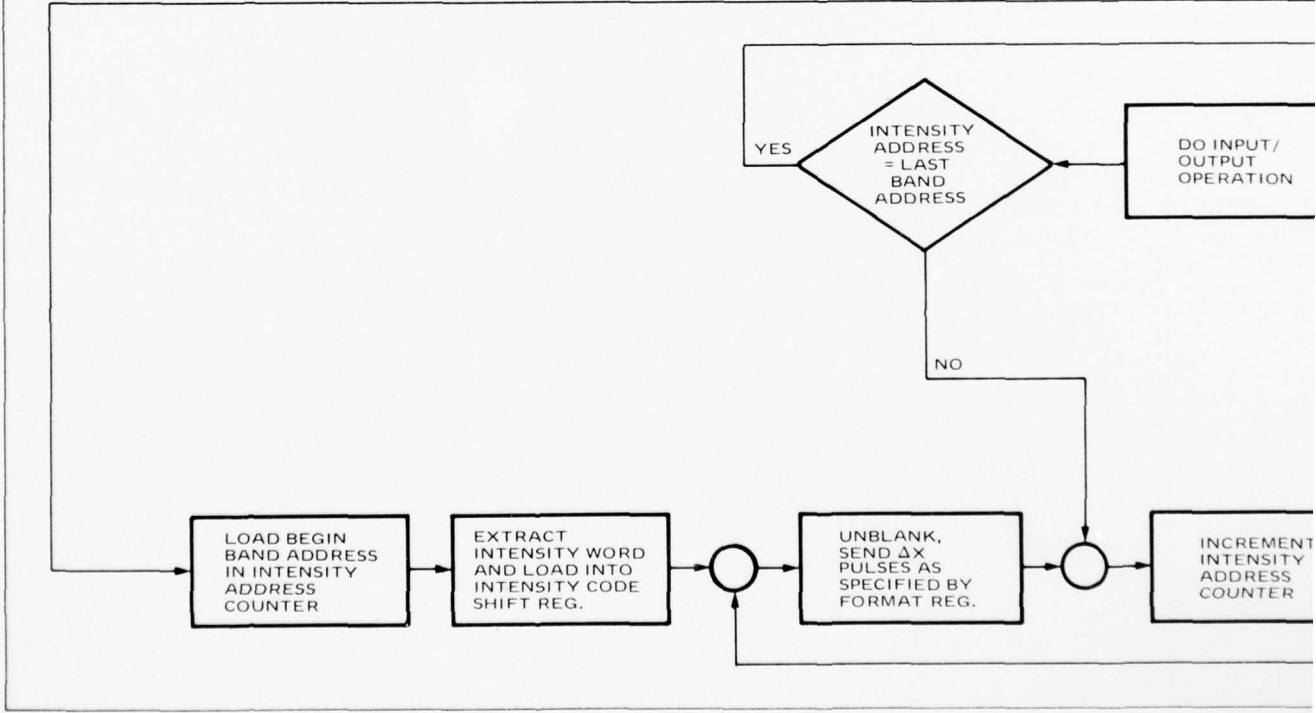 INTENSITY
ADDRESS
= LAST
BAND
ADDRESS
YES
NO
DO INPUT/
OUTPUT
OPERATION
LOAD BEGIN
BAND ADDRESS
IN INTENSITY
ADDRESS
COUNTER
EXTRACT
INTENSITY WORD
AND LOAD INTO
INTENSITY CODE
SHIFT REG.
UNBLANK,
SEND ΔX
PULSES AS
SPECIFIED BY
FORMAT REG.
INCREMENT
INTENSITY
ADDRESS
COUNTER